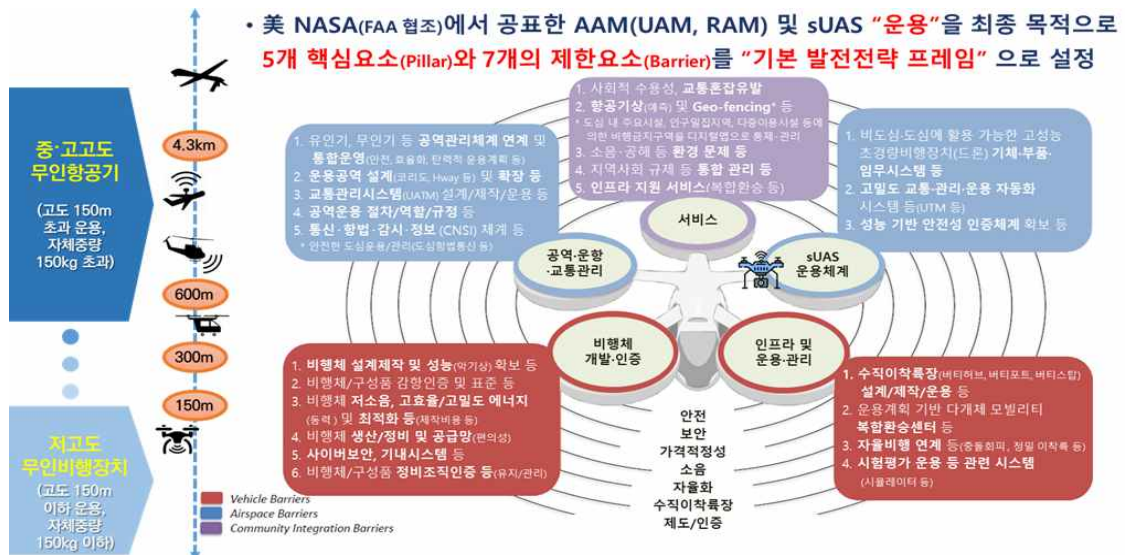 • 美 NASA(FAA 협조)에서 공표한 AAM(UAM, RAM) 및 sUAS “운용”을 최종 목적으로
5개 핵심요소(Pillar)와 7개의 제한요소(Barrier)를 “기본 발전전략 프레임” 으로 설정
중·고고도
무인항공기
(고도 150m
초과 운용,
자체중량
150kg 초과)
저고도
무인비행장치
(고도 150m
이하 운용,
자체중량
150kg 이하)
4.3km
600m
300m
150m
1. 유인기, 무인기 등 공역관리체계 연계 및
통합운영(안전, 효율화, 탄력적 운용계획 등)
2. 운용공역 설계(코리도, Hway 등) 및 확장 등
3. 교통관리시스템(UATM) 설계/제작/운용 등
4. 공역운용 절차/역할/규정 등
5. 통신·항법·감시·정보(CNSI) 체계 등
* 안전한 도심운용/관리(도심항법통신 등)
1. 사회적 수용성, 교통혼잡유발
2. 항공기상(예측) 및 Geo-fencing* 등
* 도심 내 주요시설, 인구밀집지역, 다중이용시설 등에
의한 비행금지구역을 디지털맵으로 통제·관리
3. 소음·공해 등 환경 문제 등
4. 지역사회 규제 등 통합 관리 등
5. 인프라 지원 서비스(복합환승 등)
1. 비도심·도심에 활용 가능한 고성능
초경량비행장치(드론) 기체·부품·
임무시스템 등
2. 고밀도 교통·관리·운용 자동화
시스템 등(UTM 등)
3. 성능 기반 안전성 인증체계 확보 등
서비스
공역·운항
·교통관리
sUAS
운용체계
비행체
개발·인증
인프라 및
운용·관리
1. 비행체 설계제작 및 성능(악기상) 확보 등
2. 비행체/구성품 감항인증 및 표준 등
3. 비행체 저소음, 고효율/고밀도 에너지
(동력) 및 최적화 등(제작비용 등)
4. 비행체 생산/정비 및 공급망(편의성)
5. 사이버보안, 기내시스템 등
6. 비행체/구성품 정비조직인증 등(유지/관리)
안전
보안
가격적정성
소음
자율화
수직이착륙장
제도/인증
1. 수직이착륙장(버티허브, 버티포트, 버티스탑)
설계/제작/운용 등
2. 운용계획 기반 다개체 모빌리티
복합환승센터 등
3. 자율비행 연계 등(충돌회피, 정밀 이착륙 등)
4. 시험평가 운용 등 관련 시스템
(시뮬레이터 등)
Vehicle Barriers
Airspace Barriers
Community Integration Barriers